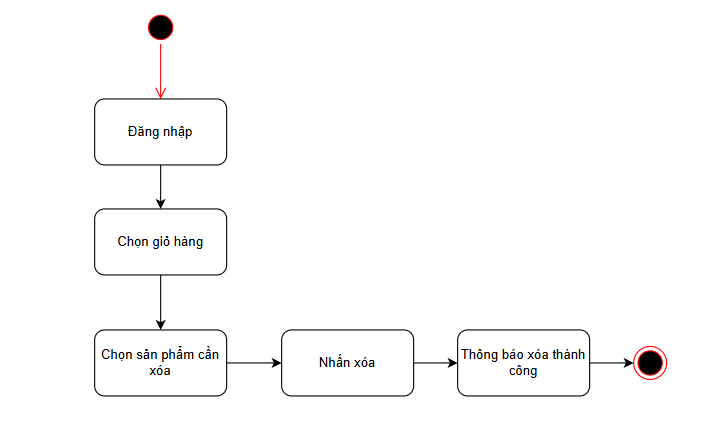 Đăng nhập
Chọn giỏ hàng
Chọn sản phẩm cần
xóa
Nhấn xóa
Thông báo xóa thành
công